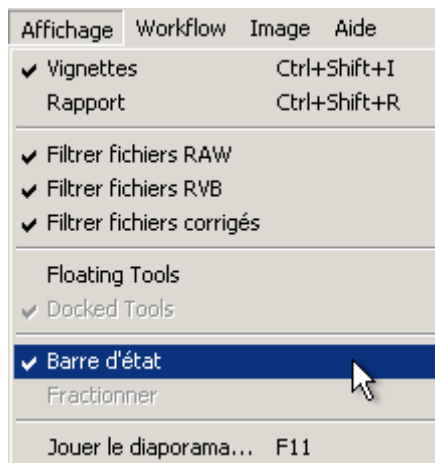 Affichage Workflow Image Aide
Vignettes Ctrl+Shift+I
Rapport Ctrl+Shift+R
Filtrer fichiers RAW
Filtrer fichiers RVB
Filtrer fichiers corrigés
Floating Tools
Docked Tools
Barre d'état
Fractionner
Jouer le diaporama... F11